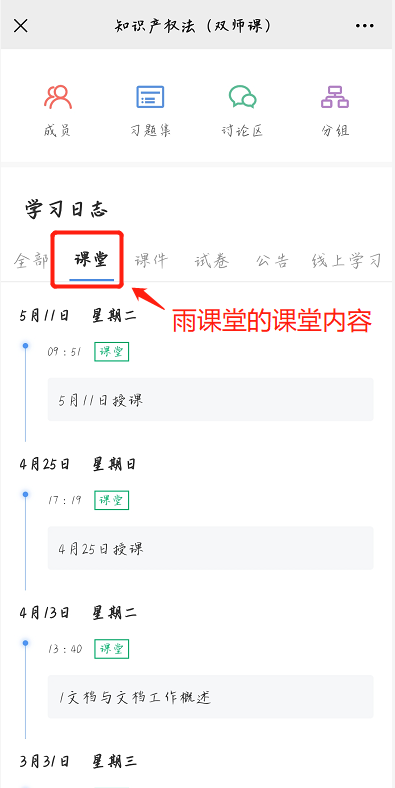 知识产权法（双师课）
成员 习题集 讨论区 分组
学习日志
全部 课堂 课件 试卷 公告 线上学习
雨课堂的课堂内容
5月11日 星期二
09：51 课堂
5月11日授课
4月25日 星期日
17：19 课堂
4月25日授课
4月13日 星期二
13：40 课堂
1文档与文档工作概述
3月31日 星期三